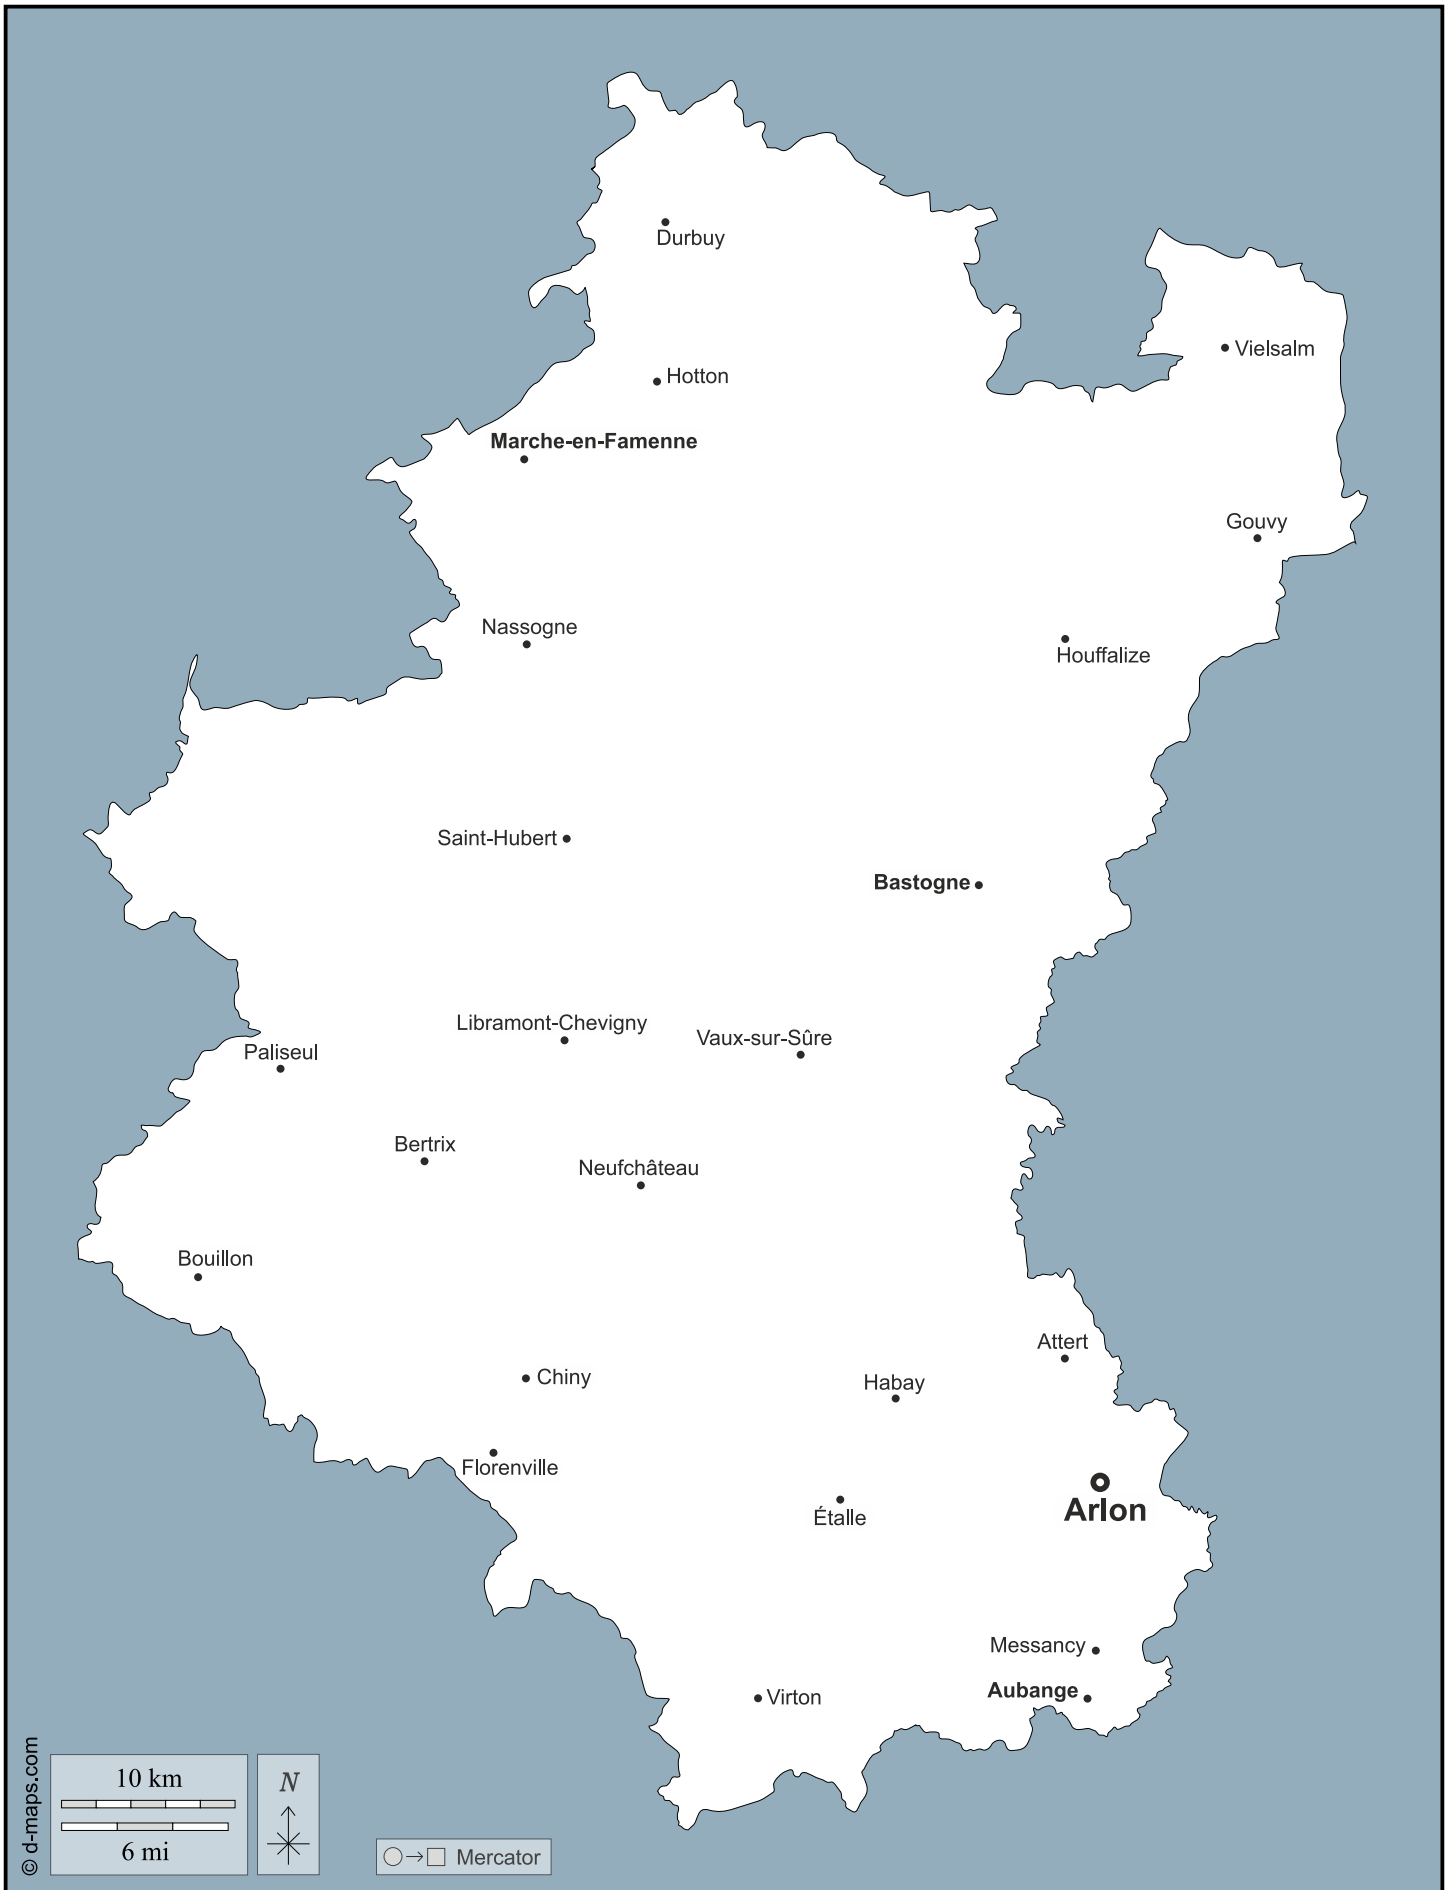 Durbuy
Vielsalm
Hotton
Marche-en-Famenne
Gouvy
Nassogne
Houffalize
Saint-Hubert
Bastogne
Libramont-Chevigny
Vaux-sur-Sûre
Paliseul
Bertrix
Neufchâteau
Bouillon
Attert
Chiny
Habay
Florenville
Arlon
Étalle
Messancy
Aubange
Virton
© d-maps.com
10 km
6 mi
N
Mercator